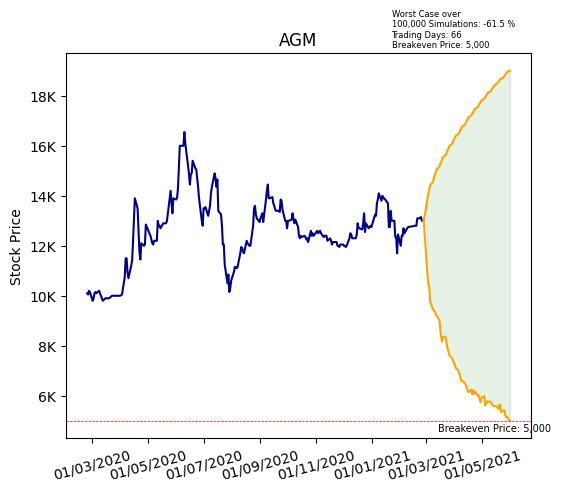 Worst Case over
100,000 Simulations: -61.5 %
Trading Days: 66
Breakeven Price: 5,000
AGM
Stock Price
18K
16K
14K
12K
10K
8K
6K
Breakeven Price: 5,000
01/03/2020
01/05/2020
01/07/2020
01/09/2020
01/11/2020
01/01/2021
01/03/2021
01/05/2021